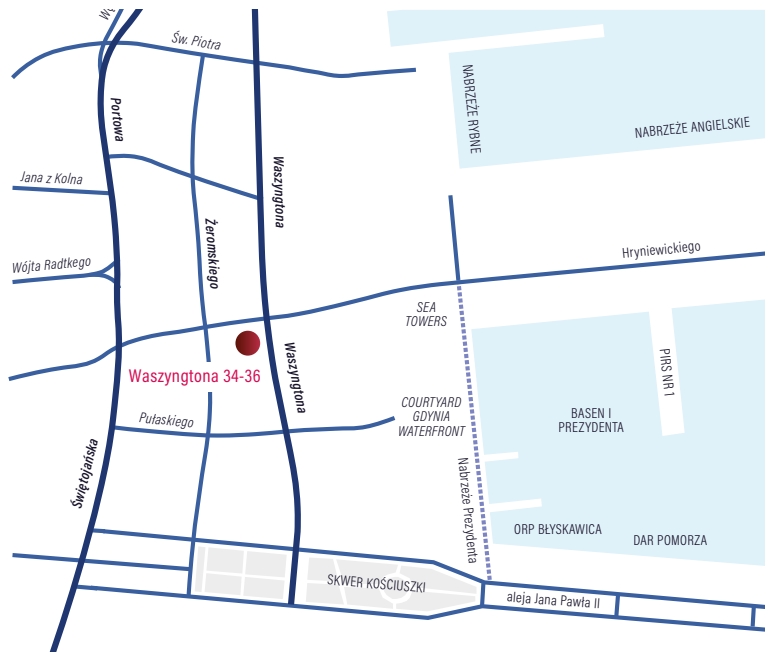 Św. Piotra
NABRZEŻE RYBNE
NABRZEŻE ANGIELSKIE
Portowa
Jana z Kolna
Waszyngtona
Żeromskiego
Wójta Radtkego
Hryniewickiego
SEA
TOWERS
Waszyngtona
Waszyngtona 34-36
PIRS NR 1
COURTYARD
GDYNIA
WATERFRONT
BASEN I
PREZYDENTA
Pułaskiego
Świętojańska
Nabrzeże Prezydenta
ORP BŁYSKAWICA
DAR POMORZA
SKWER KOŚCIUSZKI
aleja Jana Pawła II